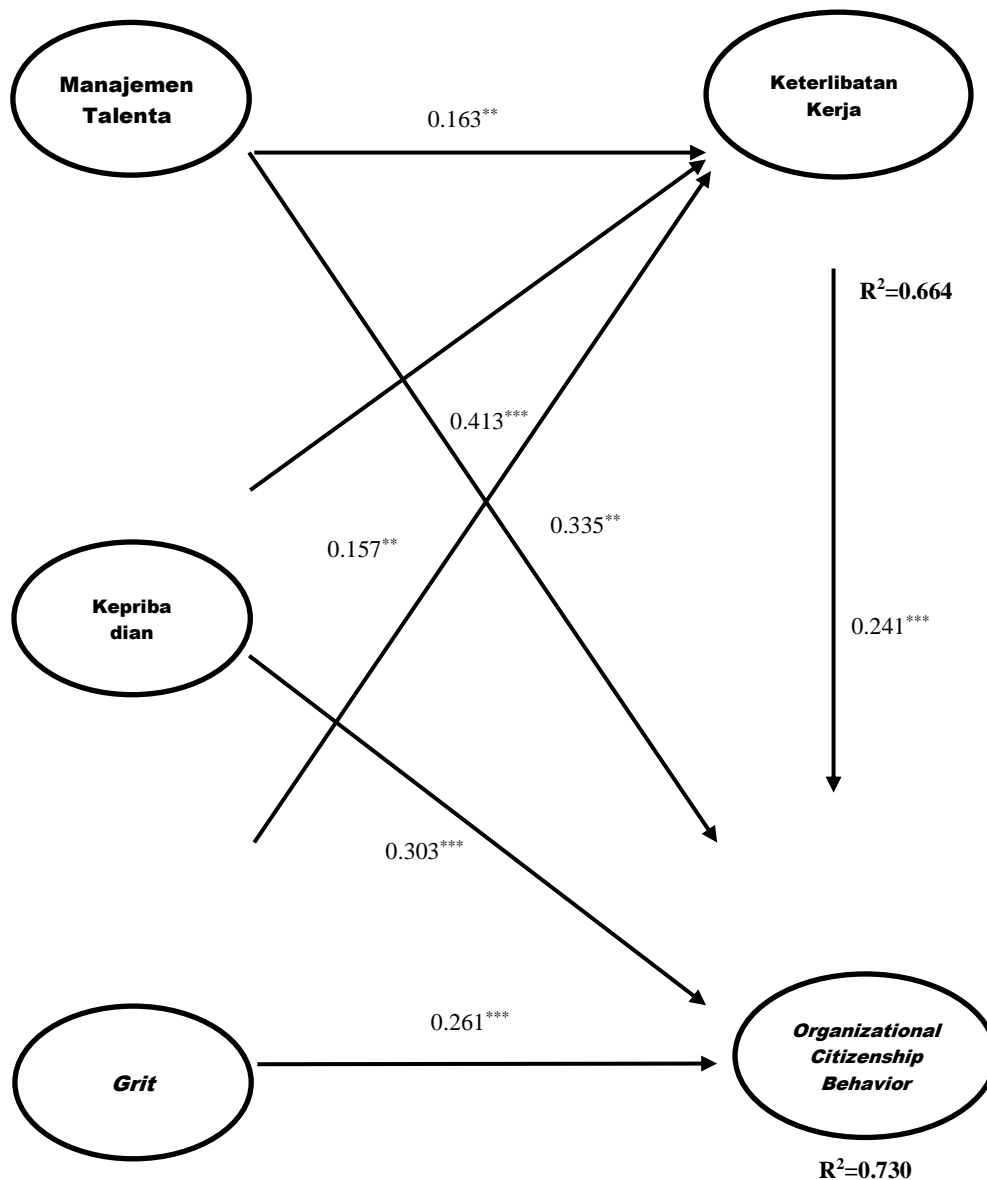 Manajemen
Talenta
Keterlibatan
Kerja
0.163**
R²=0.664
0.413***
0.335**
0.157**
Kepriba
dian
0.241***
0.303***
0.261***
Grit
Organizational
Citizenship
Behavior
R²=0.730